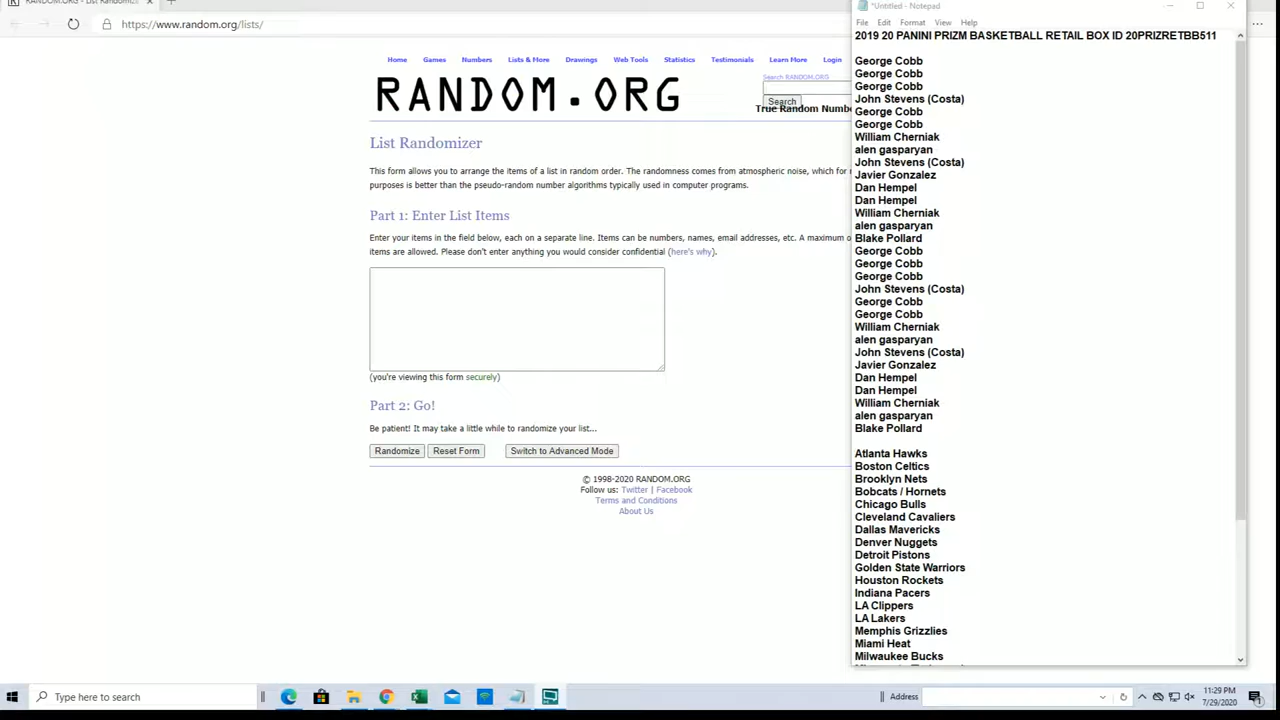 RANDOM.ORG - List Randomizer
https://www.random.org/lists/
Home Games Numbers Lists & More Drawings Web Tools Statistics Testimonials Learn More Login
Search RANDOM.ORG
RANDOM.ORG
Search
True Random Numbe
List Randomizer
This form allows you to arrange the items of a list in random order. The randomness comes from atmospheric noise, which for m
purposes is better than the pseudo-random number algorithms typically used in computer programs.
Part 1: Enter List Items
Enter your items in the field below, each on a separate line. Items can be numbers, names, email addresses, etc. A maximum o
items are allowed. Please don't enter anything you would consider confidential (here's why).
(you're viewing this form securely)
Part 2: Go!
Be patient! It may take a little while to randomize your list...
Randomize Reset Form Switch to Advanced Mode
© 1998-2020 RANDOM.ORG
Follow us: Twitter | Facebook
Terms and Conditions
About Us
*Untitled - Notepad
File Edit Format View Help
2019 20 PANINI PRIZM BASKETBALL RETAIL BOX ID 20PRIZRETBB511
George Cobb
George Cobb
George Cobb
John Stevens (Costa)
George Cobb
George Cobb
William Cherniak
alen gasparyan
John Stevens (Costa)
Javier Gonzalez
Dan Hempel
Dan Hempel
William Cherniak
alen gasparyan
Blake Pollard
George Cobb
George Cobb
George Cobb
John Stevens (Costa)
George Cobb
George Cobb
William Cherniak
alen gasparyan
John Stevens (Costa)
Javier Gonzalez
Dan Hempel
Dan Hempel
William Cherniak
alen gasparyan
Blake Pollard
Atlanta Hawks
Boston Celtics
Brooklyn Nets
Bobcats / Hornets
Chicago Bulls
Cleveland Cavaliers
Dallas Mavericks
Denver Nuggets
Detroit Pistons
Golden State Warriors
Houston Rockets
Indiana Pacers
LA Clippers
LA Lakers
Memphis Grizzlies
Miami Heat
Milwaukee Bucks
Type here to search
Address
11:29 PM
7/29/2020